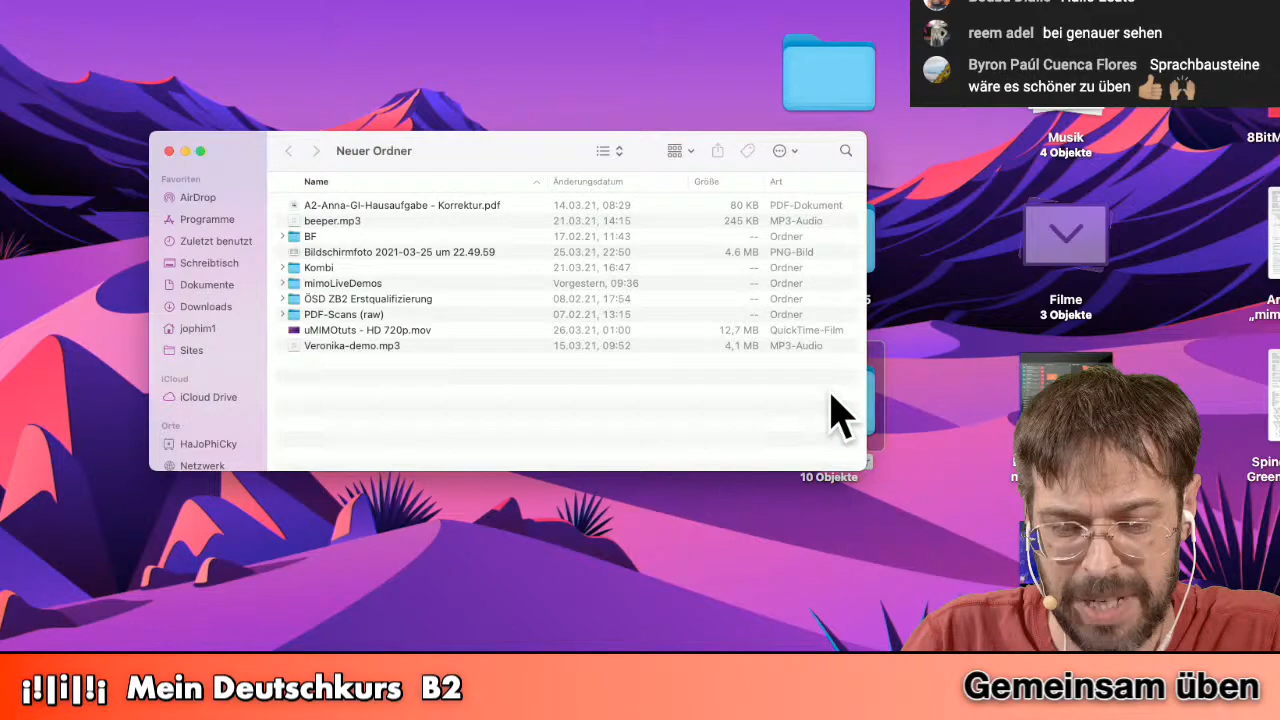 reem adel bei genauer sehen
Byron Paúl Cuenca Flores Sprachbausteine
wäre es schöner zu üben
Musik
4 Objekte
Neuer Ordner
Favoriten
AirDrop
Programme
Zuletzt benutzt
Schreibtisch
Dokumente
Downloads
jophim1
Sites
iCloud
iCloud Drive
Orte
HaJoPhiCky
Netzwerk
Name Änderungsdatum Größe Art
A2-Anna-GI-Hausaufgabe - Korrektur.pdf 14.03.21, 08:29 80 KB PDF-Dokument
beeper.mp3 21.03.21, 14:15 245 KB MP3-Audio
BF 17.02.21, 11:43 -- Ordner
Bildschirmfoto 2021-03-25 um 22.49.59 25.03.21, 22:50 4.6 MB PNG-Bild
Kombi 21.03.21, 16:47 -- Ordner
mimoLiveDemos Vorgestern, 09:36 -- Ordner
ÖSD ZB2 Erstqualifizierung 08.02.21, 17:54 -- Ordner
PDF-Scans (raw) 07.02.21, 13:15 -- Ordner
uMIMOtuts - HD 720p.mov 26.03.21, 01:00 12,7 MB QuickTime-Film
Veronika-demo.mp3 15.03.21, 09:52 4,1 MB MP3-Audio
Filme
3 Objekte
10 Objekte
Mein Deutschkurs B2
Gemeinsam üben